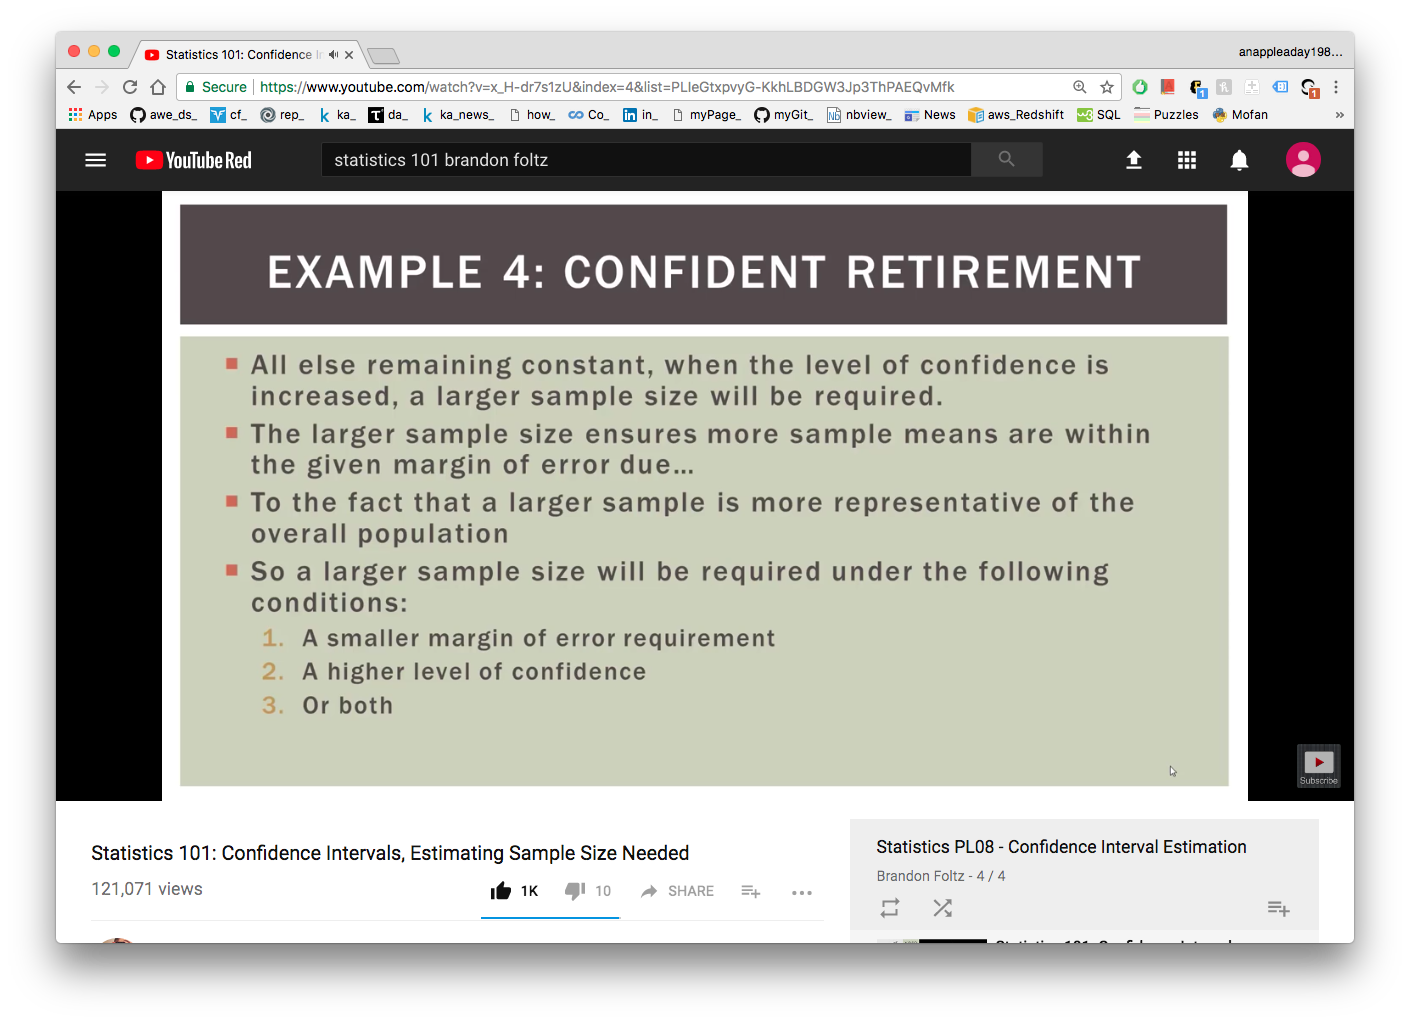 Statistics 101: Confidence In
anappleaday198...
Secure https://www.youtube.com/watch?v=x_H-dr7s1zU&index=4&list=PLIeGtxpvyG-KkhLBDGW3Jp3ThPAEQvMfk
1
1
Apps awe_ds_ cf_ rep_ ka_ da_ ka_news_ how_ Co_ in_ myPage_ myGit_ nbview_ News aws_Redshift SQL Puzzles Mofan »
YouTube Red
statistics 101 brandon foltz
EXAMPLE 4: CONFIDENT RETIREMENT
All else remaining constant, when the level of confidence is
increased, a larger sample size will be required.
The larger sample size ensures more sample means are within
the given margin of error due...
To the fact that a larger sample is more representative of the
overall population
So a larger sample size will be required under the following
conditions:
1. A smaller margin of error requirement
2. A higher level of confidence
3. Or both
Subscribe
Statistics 101: Confidence Intervals, Estimating Sample Size Needed
121,071 views
1K
10
SHARE
Statistics PL08 - Confidence Interval Estimation
Brandon Foltz - 4 / 4